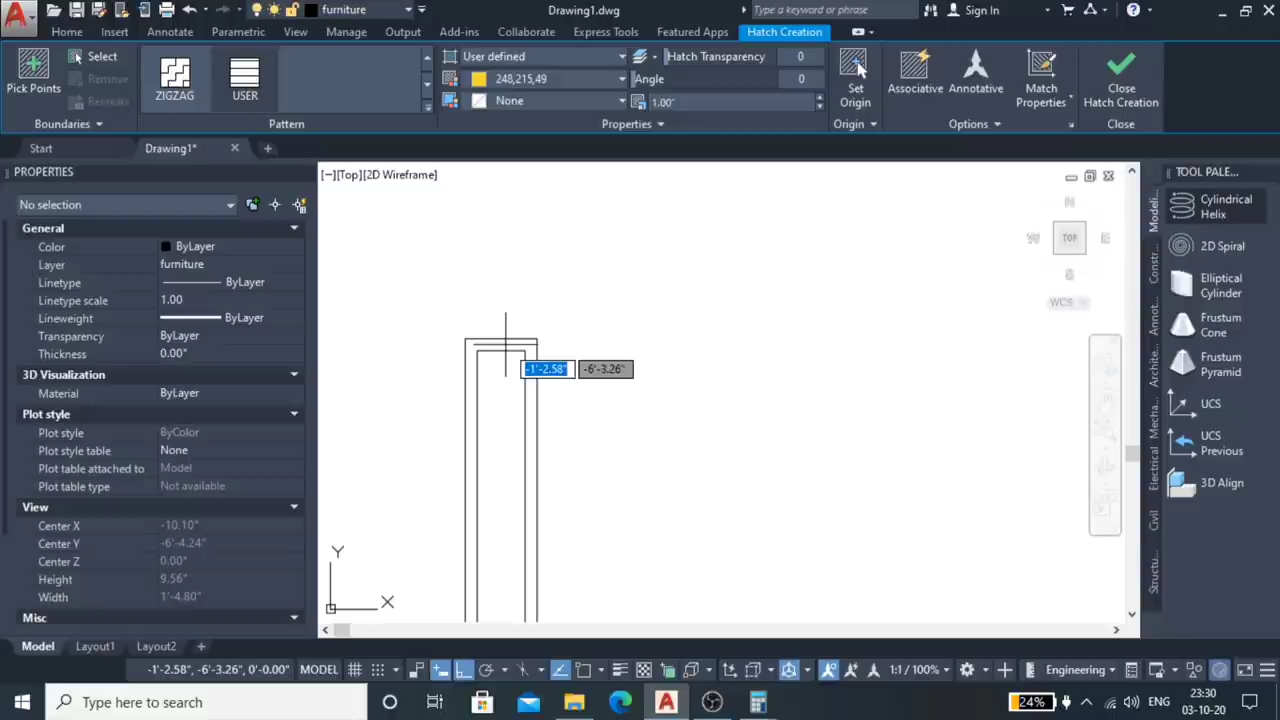 furniture
Drawing1.dwg
Type a keyword or phrase
Sign In
Home
Insert
Annotate
Parametric
View
Manage
Output
Add-ins
Collaborate
Express Tools
Featured Apps
Hatch Creation
Pick Points
Select
Remove
Recreate
Boundaries
ZIGZAG
USER
Pattern
User defined
248,215,49
None
Hatch Transparency 0
Angle 0
1.00"
Properties
Set
Origin
Origin
Associative
Annotative
Match
Properties
Options
Close
Hatch Creation
Close
Start
Drawing1*
PROPERTIES
No selection
General
Color ByLayer
Layer furniture
Linetype ByLayer
Linetype scale 1.00
Lineweight ByLayer
Transparency ByLayer
Thickness 0.00"
3D Visualization
Material ByLayer
Plot style
Plot style ByColor
Plot style table None
Plot table attached to Model
Plot table type Not available
View
Center X -10.10"
Center Y -6'-4.24"
Center Z 0.00"
Height 9.56"
Width 1'-4.80"
Misc
[−][Top][2D Wireframe]
N
W TOP E
S
WCS
-1'-2.58" -6'-3.26"
Y
X
TOOL PALE...
Cylindrical
Helix
2D Spiral
Elliptical
Cylinder
Frustum
Cone
Frustum
Pyramid
UCS
UCS
Previous
3D Align
Modeli...
Constr...
Annot...
Archite...
Mecha...
Electrical
Civil
Structu...
Model
Layout1
Layout2
-1'-2.58", -6'-3.26", 0'-0.00"
MODEL
1:1 / 100%
Engineering
Type here to search
24%
ENG
23:30
03-10-20